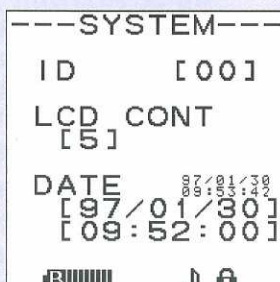 ---SYSTEM---
ID [00]
LCD CONT
[5]
DATE 97/01/30
09:53:42
[97/01/30]
[09:52:00]
B